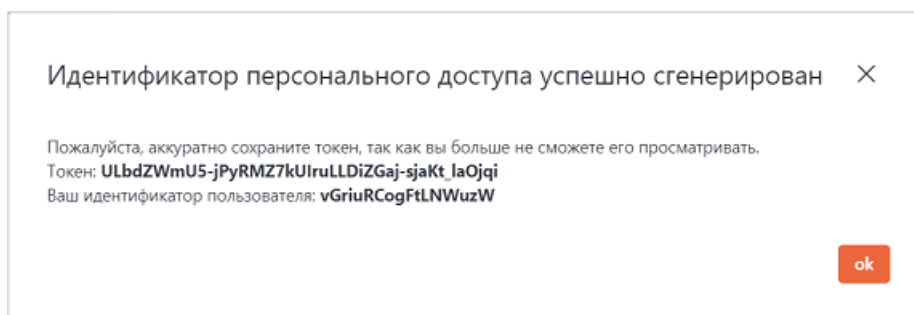 Идентификатор персонального доступа успешно сгенерирован
Пожалуйста, аккуратно сохраните токен, так как вы больше не сможете его просматривать.
Токен: ULbdZWmU5-jPyRMZ7kUIruLLDiZGaj-sjaKt_laOjqi
Ваш идентификатор пользователя: vGriuRCogFtLNWuzW
ok